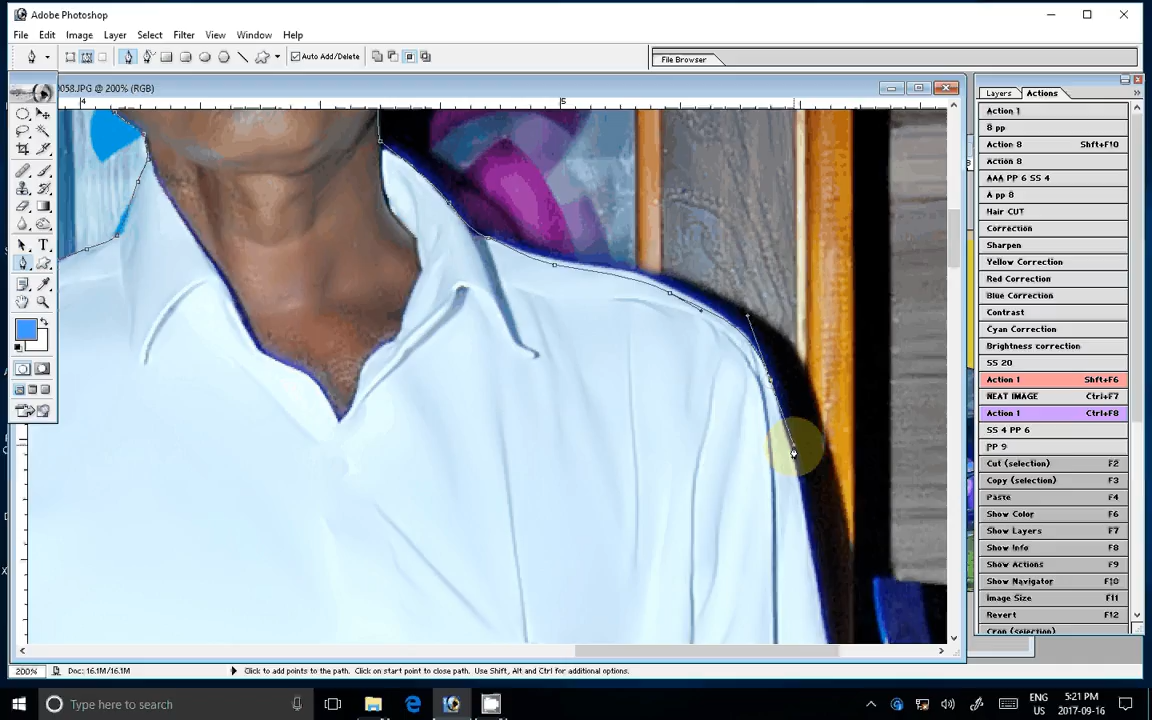 Adobe Photoshop
File Edit Image Layer Select Filter View Window Help
Auto Add/Delete
File Browser
058.JPG @ 200% (RGB)
4
5
Layers Actions
Action 1
8 pp
Action 8 Shft+F10
Action 8
AAA PP 6 SS 4
A pp 8
Hair CUT
Correction
Sharpen
Yellow Correction
Red Correction
Blue Correction
Contrast
Cyan Correction
Brightness correction
SS 20
Action 1 Shft+F6
NEAT IMAGE Ctrl+F7
Action 1 Ctrl+F8
SS 4 PP 6
PP 9
Cut (selection) F2
Copy (selection) F3
Paste F4
Show Color F6
Show Layers F7
Show Info F8
Show Actions F9
Show Navigator F10
Image Size F11
Revert F12
Crop (selection)
200% Doc: 16.1M/16.1M Click to add points to the path. Click on start point to close path. Use Shift, Alt and Ctrl for additional options.
Type here to search
ENG 5:21 PM
US 2017-09-16